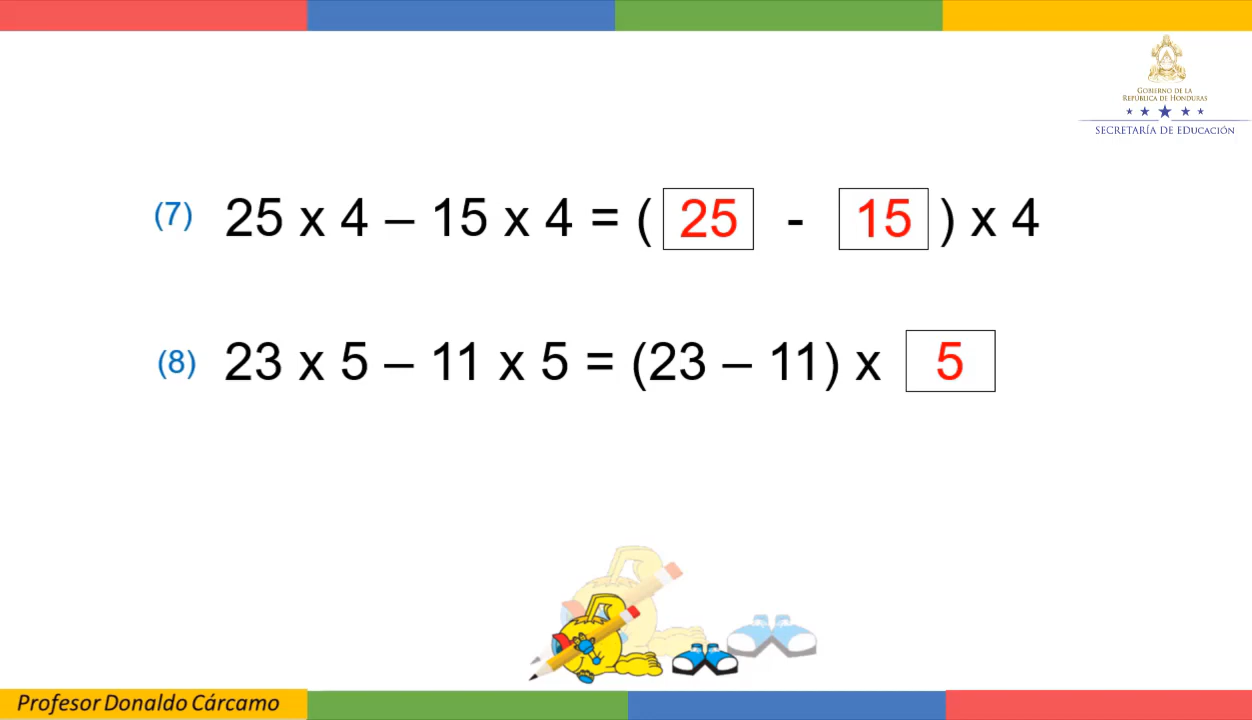 GOBIERNO DE LA
REPÚBLICA DE HONDURAS
SECRETARÍA DE EDUCACIÓN
(7) 25 x 4 – 15 x 4 = ( 25 - 15 ) x 4
(8) 23 x 5 – 11 x 5 = (23 – 11) x 5
Profesor Donaldo Cárcamo